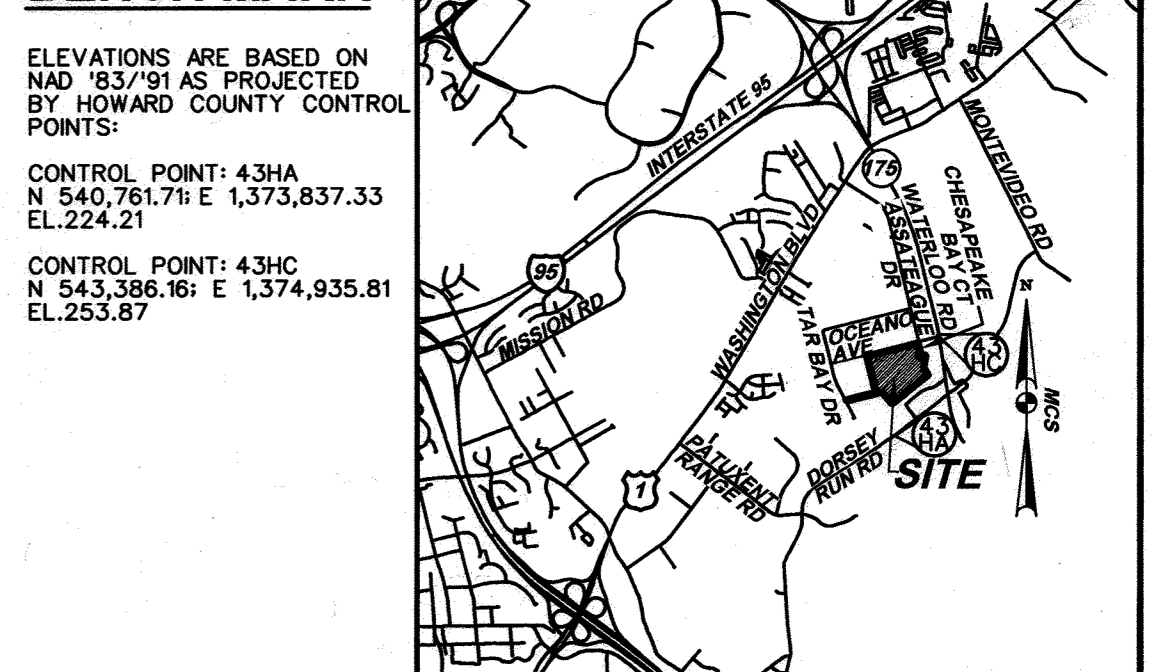 ELEVATIONS ARE BASED ON
NAD '83/'91 AS PROJECTED
BY HOWARD COUNTY CONTROL
POINTS:
CONTROL POINT: 43HA
N 540,761.71; E 1,373,837.33
EL.224.21
CONTROL POINT: 43HC
N 543,386.16; E 1,374,935.81
EL.253.87
INTERSTATE 95
MONTEVIDEO RD
175
CHESAPEAKE
BAY CT
WATERLOO RD
ASSATEAGUE
DR
95
MISSION RD
WASHINGTON BLVD
TAR BAY DR
OCEANO
AVE
N
43
HC
MCS
43
HA
DORSEY
RUN RD
SITE
PATUXENT
RANGE RD
1